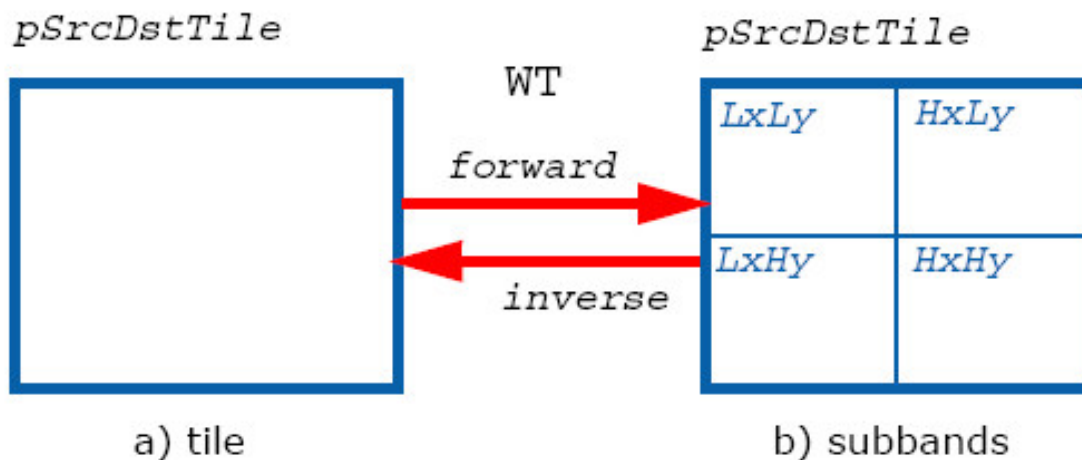 pSrcDstTile
pSrcDstTile
WT
LxLy
HxLy
forward
LxHy
HxHy
inverse
a) tile
b) subbands